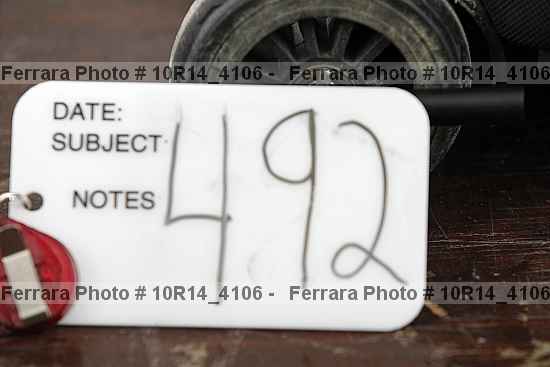 Ferrara Photo # 10R14_4106 - Ferrara Photo # 10R14_4106
DATE:
SUBJECT
NOTES
492
Ferrara Photo # 10R14_4106 - Ferrara Photo # 10R14_4106